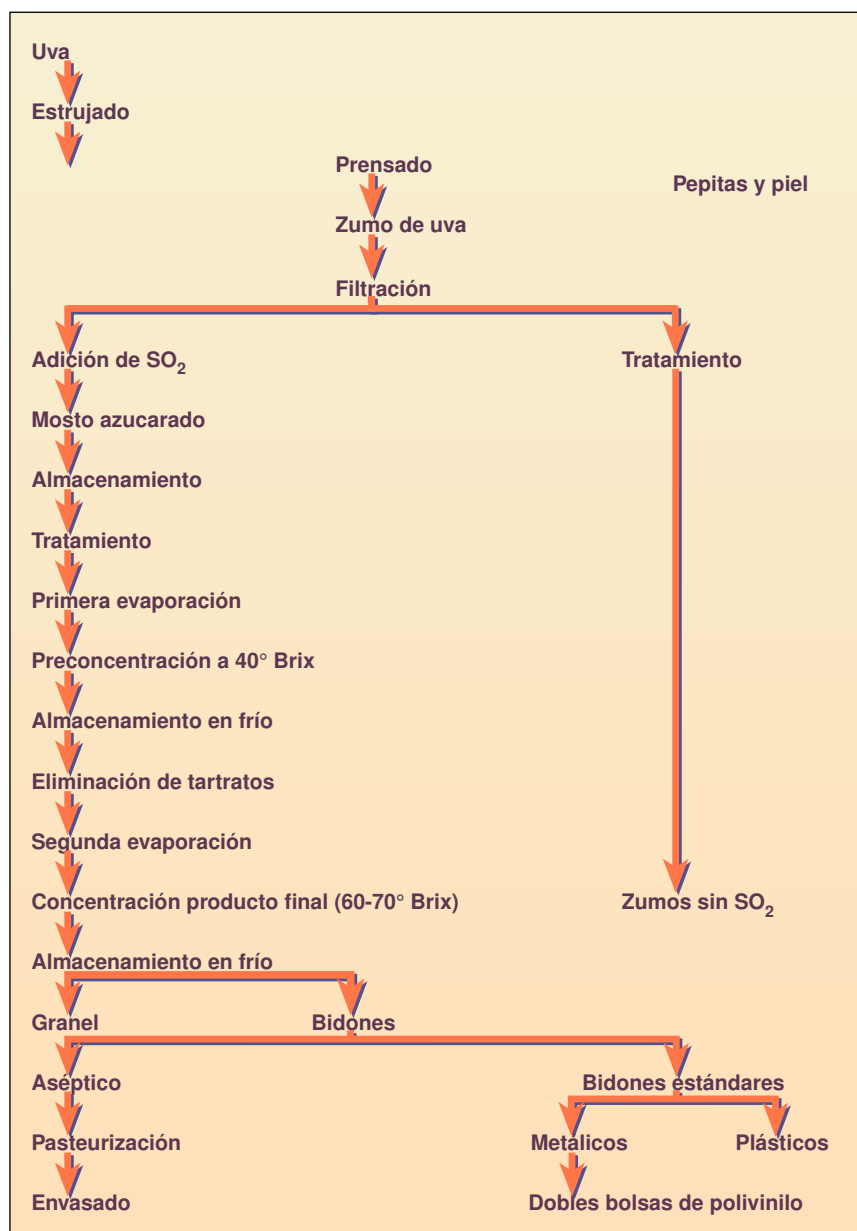 Uva
Estrujado
Prensado
Pepitas y piel
Zumo de uva
Filtración
Adición de SO₂
Tratamiento
Mosto azucarado
Almacenamiento
Tratamiento
Primera evaporación
Preconcentración a 40° Brix
Almacenamiento en frío
Eliminación de tartratos
Segunda evaporación
Concentración producto final (60-70° Brix)
Zumos sin SO₂
Almacenamiento en frío
Granel
Bidones
Aséptico
Bidones estándares
Pasteurización
Metálicos
Plásticos
Envasado
Dobles bolsas de polivinilo